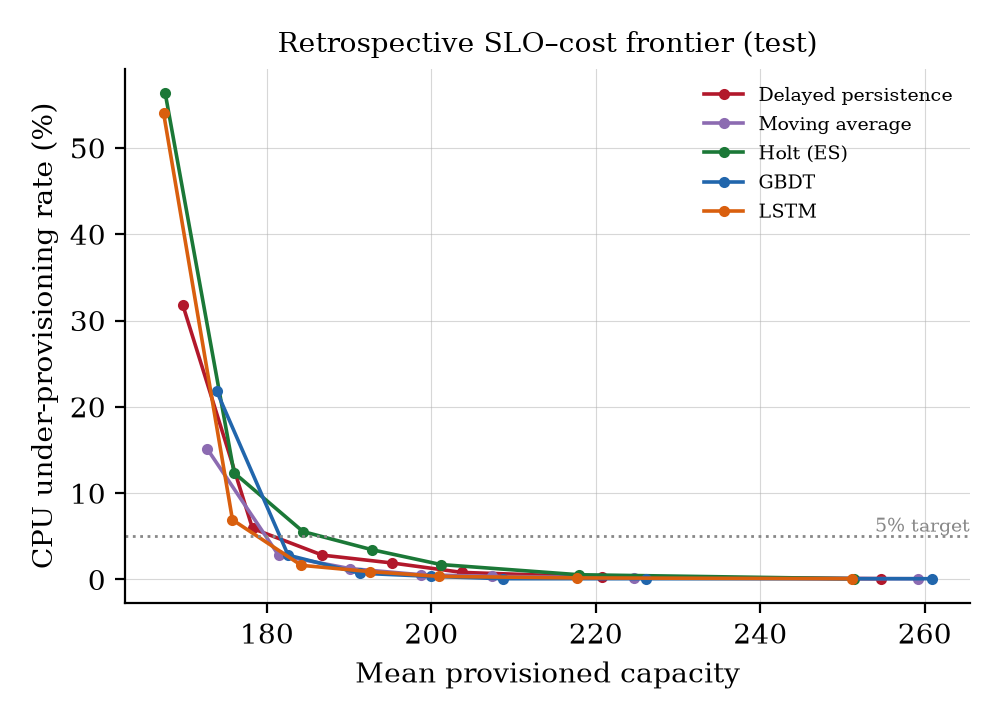 Retrospective SLO–cost frontier (test)
Delayed persistence
Moving average
Holt (ES)
GBDT
LSTM
CPU under-provisioning rate (%)
50
40
30
20
10
0
5% target
180 200 220 240 260
Mean provisioned capacity